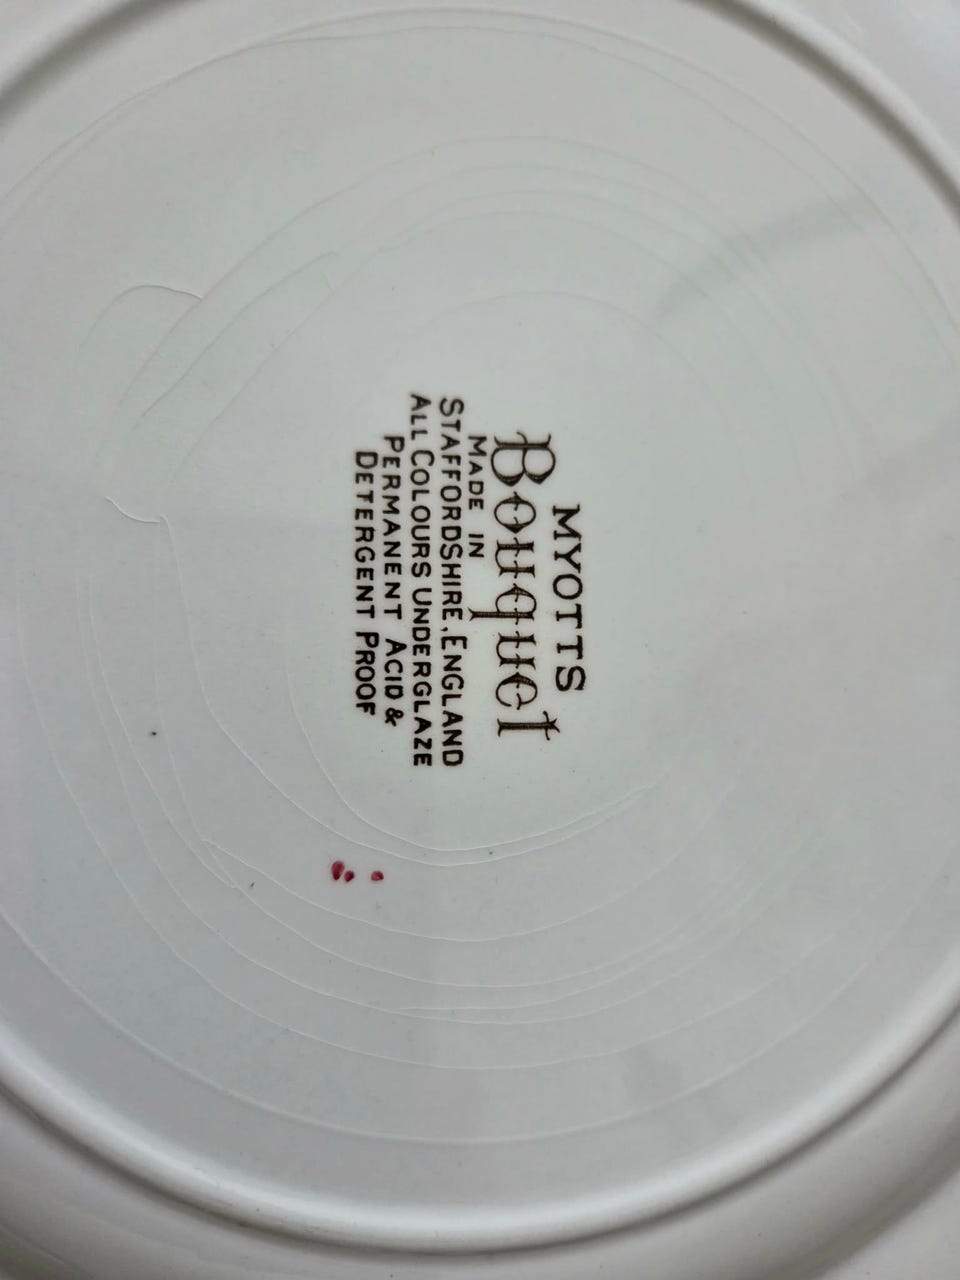 MYOTTS
Bouquet
MADE IN
STAFFORDSHIRE, ENGLAND
ALL COLOURS UNDERGLAZE
PERMANENT ACID &
DETERGENT PROOF